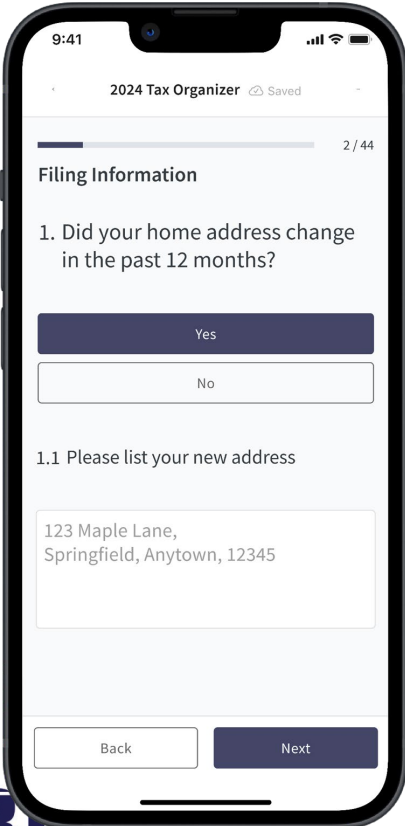 9:41
2024 Tax Organizer Saved
2 / 44
Filing Information
1. Did your home address change
in the past 12 months?
Yes
No
1.1 Please list your new address
123 Maple Lane,
Springfield, Anytown, 12345
Back Next